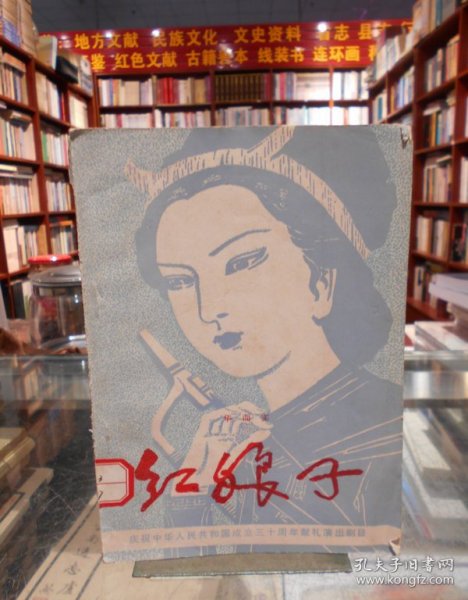 地方文献 民族文化 文史资料 省志 县
鉴 红色文献 古籍善本 线装书 连环画
红娘子
庆祝中华人民共和国成立三十周年献礼演出剧目
孔夫子旧书网
www.kongfz.com